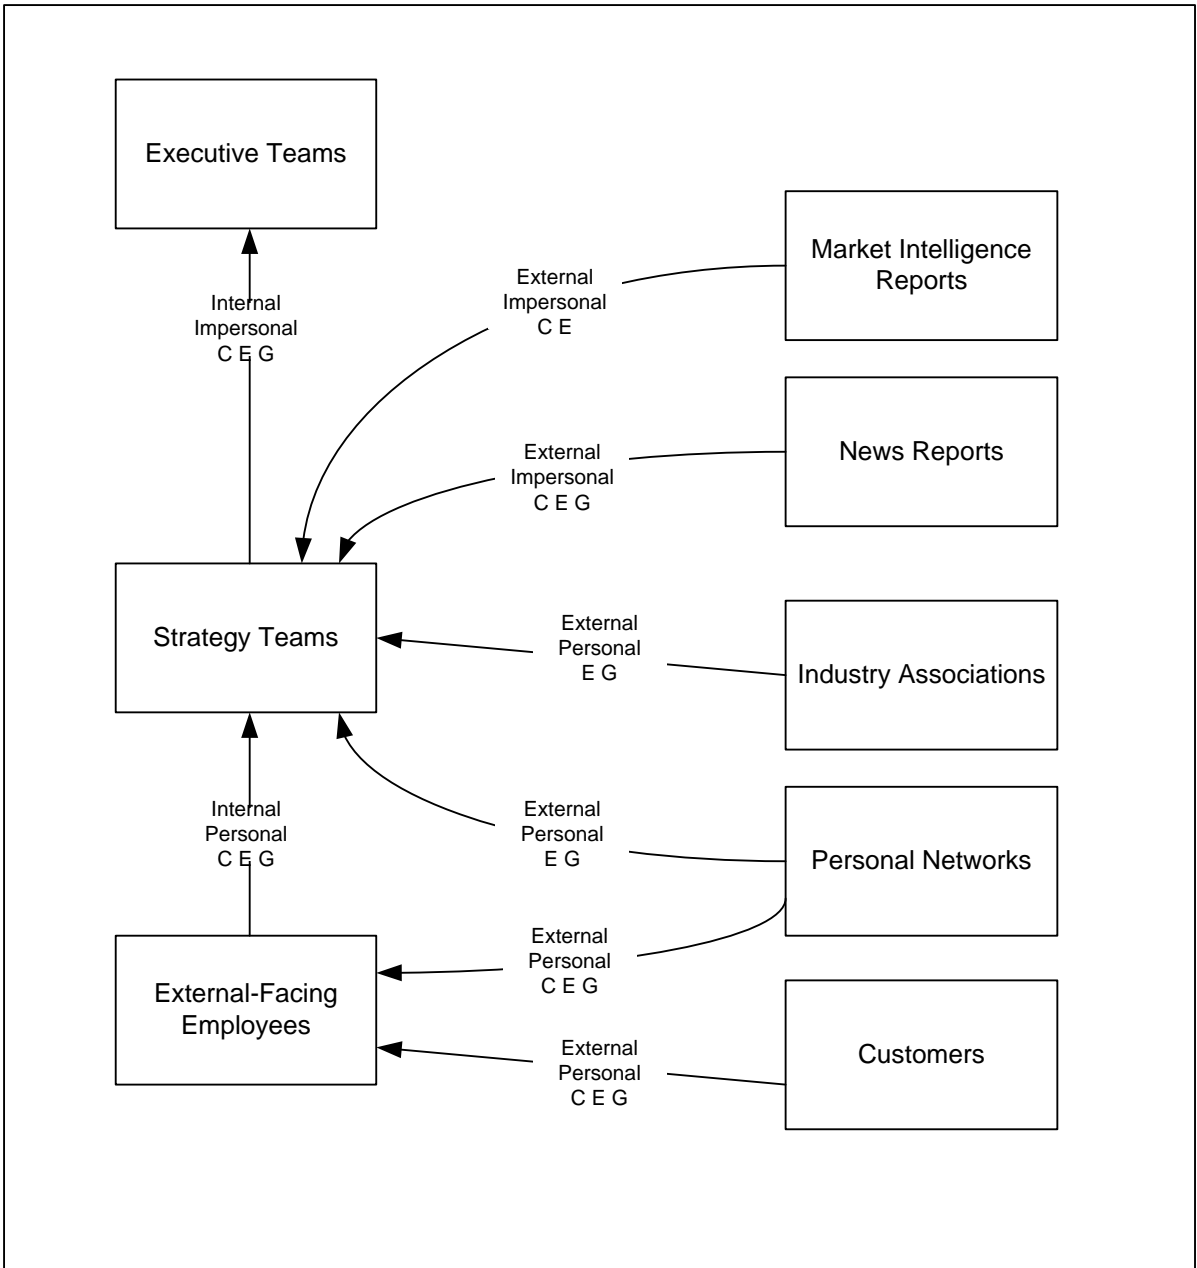 Executive Teams
Market Intelligence
Reports
External
Impersonal
C E
Internal
Impersonal
C E G
News Reports
External
Impersonal
C E G
Strategy Teams
External
Personal
E G
Industry Associations
Internal
Personal
C E G
External
Personal
E G
Personal Networks
External
Personal
C E G
External-Facing
Employees
External
Personal
C E G
Customers